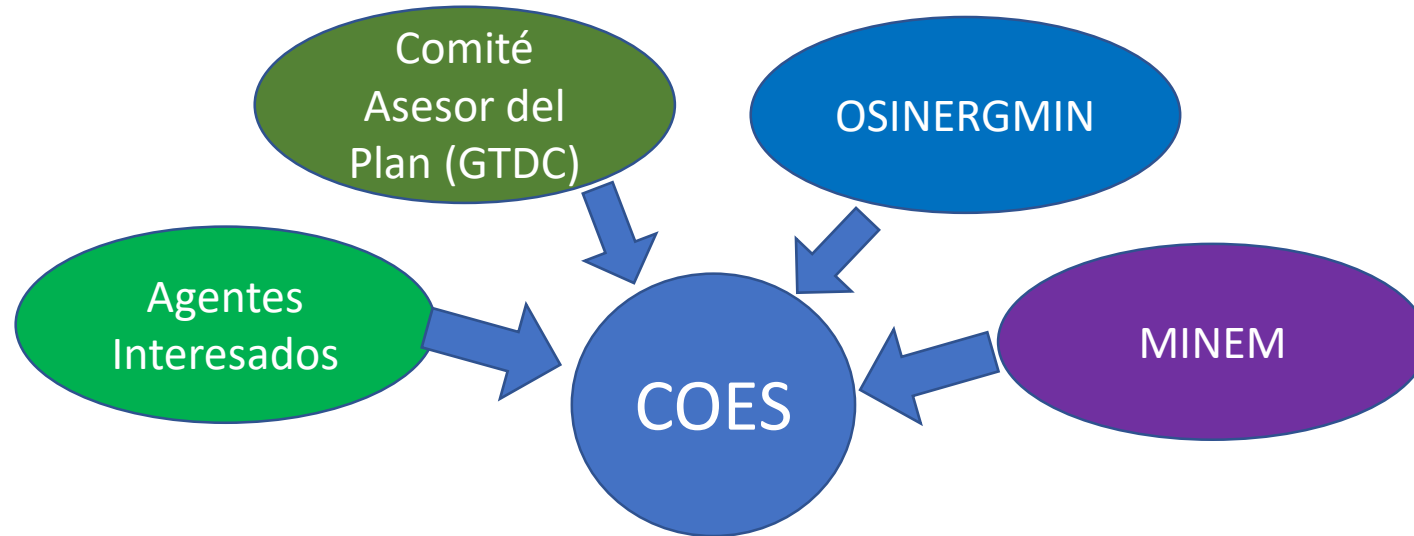 Comité
Asesor del
Plan (GTDC)
OSINERGMIN
Agentes
Interesados
MINEM
COES